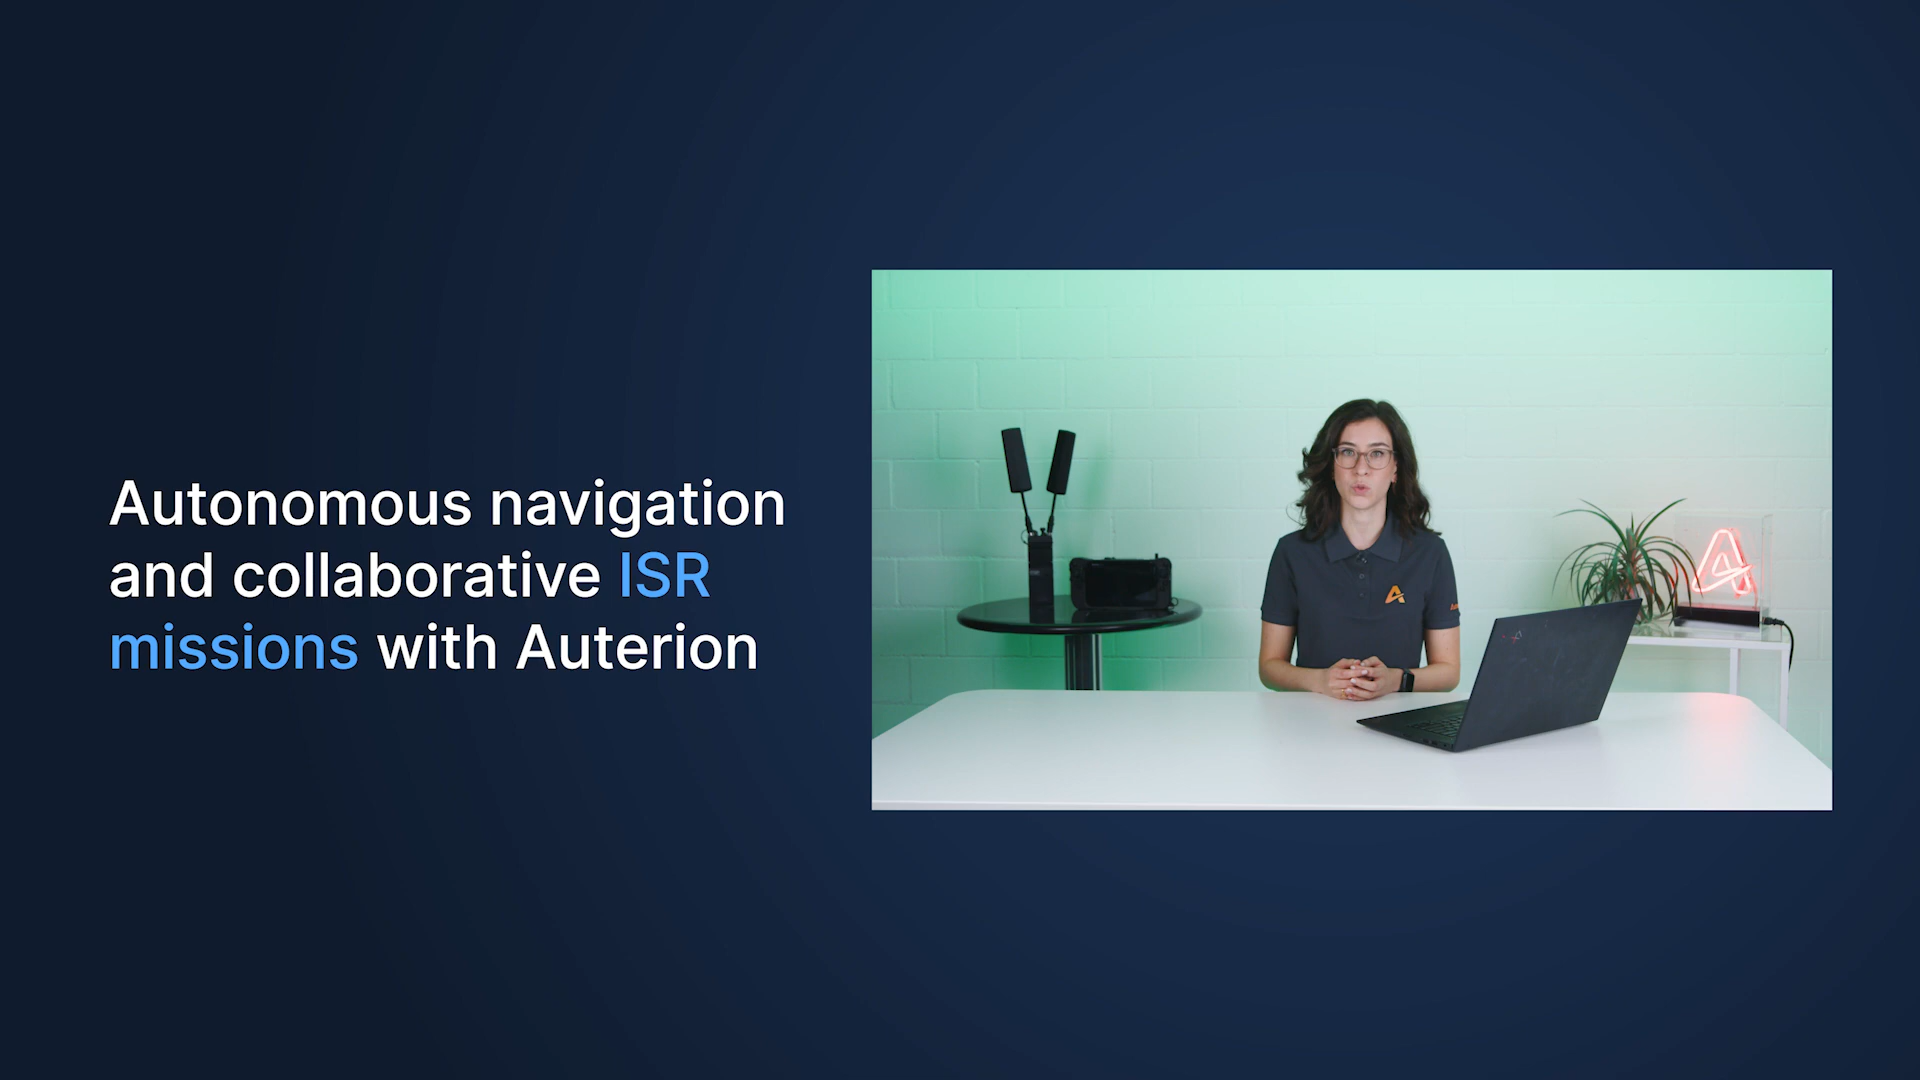 Autonomous navigation
and collaborative ISR
missions with Auterion